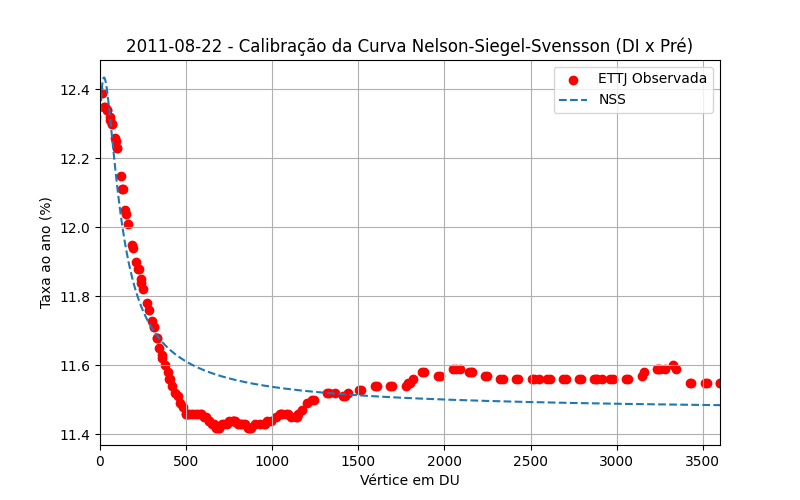 2011-08-22 - Calibração da Curva Nelson-Siegel-Svensson (DI x Pré)
ETTJ Observada
NSS
Taxa ao ano (%)
12.4
12.2
12.0
11.8
11.6
11.4
0 500 1000 1500 2000 2500 3000 3500
Vértice em DU